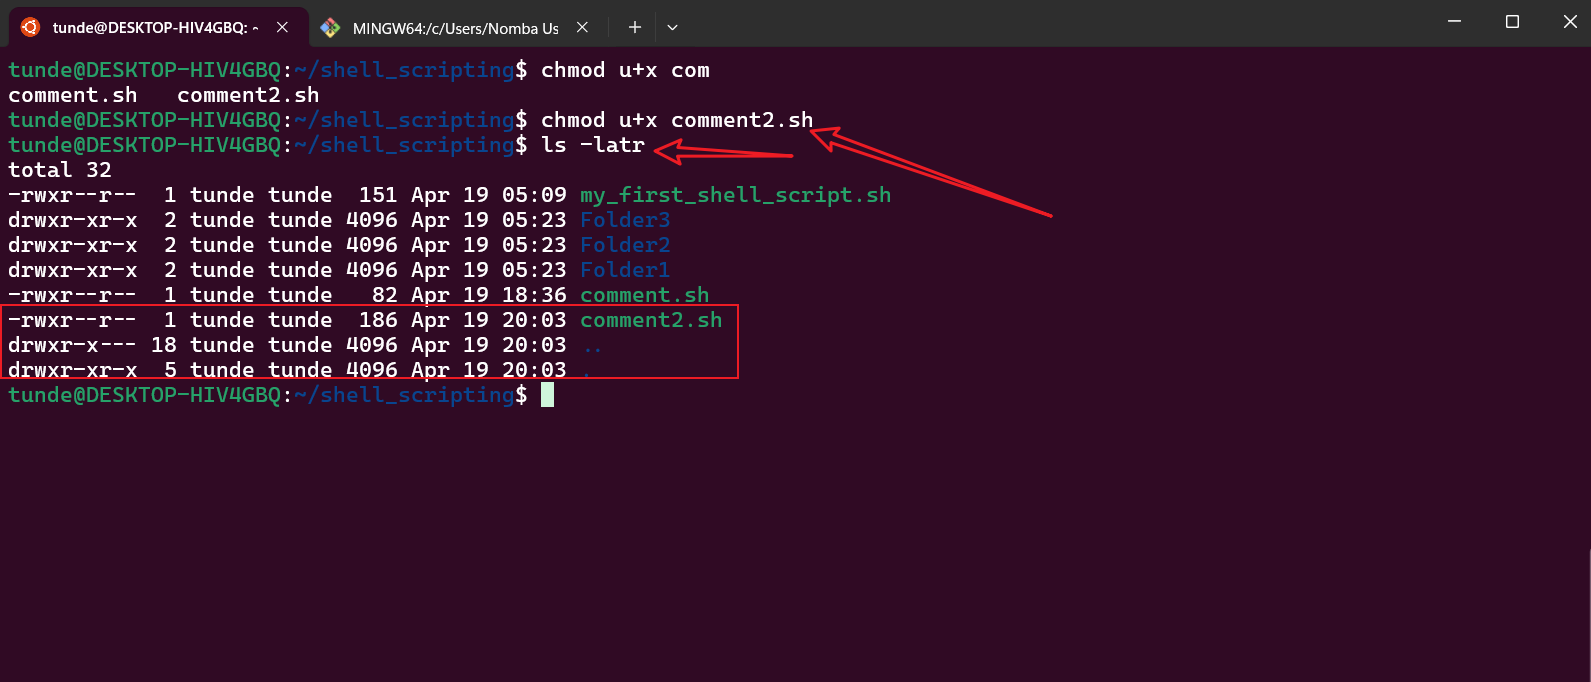 tunde@DESKTOP-HIV4GBQ: ~
MINGW64:/c/Users/Nomba Us
tunde@DESKTOP-HIV4GBQ:~/shell_scripting$ chmod u+x com
comment.sh   comment2.sh
tunde@DESKTOP-HIV4GBQ:~/shell_scripting$ chmod u+x comment2.sh
tunde@DESKTOP-HIV4GBQ:~/shell_scripting$ ls -latr
total 32
-rwxr--r--  1 tunde tunde  151 Apr 19 05:09 my_first_shell_script.sh
drwxr-xr-x  2 tunde tunde 4096 Apr 19 05:23 Folder3
drwxr-xr-x  2 tunde tunde 4096 Apr 19 05:23 Folder2
drwxr-xr-x  2 tunde tunde 4096 Apr 19 05:23 Folder1
-rwxr--r--  1 tunde tunde   82 Apr 19 18:36 comment.sh
-rwxr--r--  1 tunde tunde  186 Apr 19 20:03 comment2.sh
drwxr-x--- 18 tunde tunde 4096 Apr 19 20:03 ..
drwxr-xr-x  5 tunde tunde 4096 Apr 19 20:03 .
tunde@DESKTOP-HIV4GBQ:~/shell_scripting$